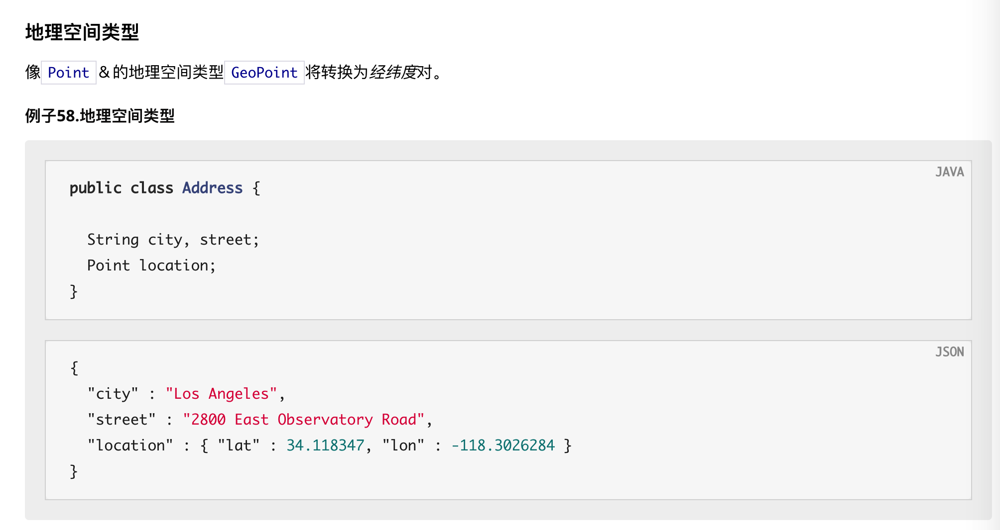 地理空间类型
像 Point &的地理空间类型 GeoPoint 将转换为经纬度对。
例子58.地理空间类型
JAVA
public class Address {
String city, street;
Point location;
}
JSON
{
"city" : "Los Angeles",
"street" : "2800 East Observatory Road",
"location" : { "lat" : 34.118347, "lon" : -118.3026284 }
}